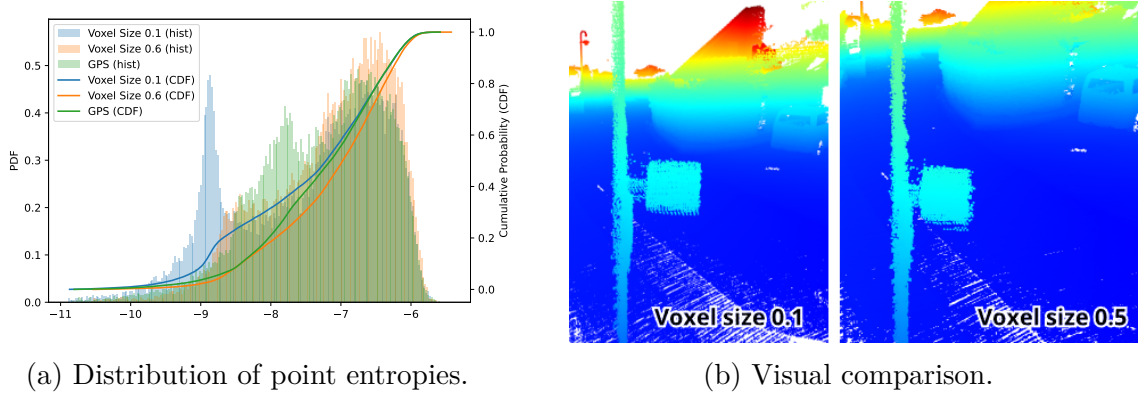 Voxel Size 0.1 (hist)
Voxel Size 0.6 (hist)
GPS (hist)
Voxel Size 0.1 (CDF)
Voxel Size 0.6 (CDF)
GPS (CDF)
PDF
0.5
0.4
0.3
0.2
0.1
0.0
−11
−10
−9
−8
−7
−6
1.0
0.8
0.6
0.4
0.2
0.0
Cumulative Probability (CDF)
Voxel size 0.1
Voxel size 0.5
(a) Distribution of point entropies.
(b) Visual comparison.